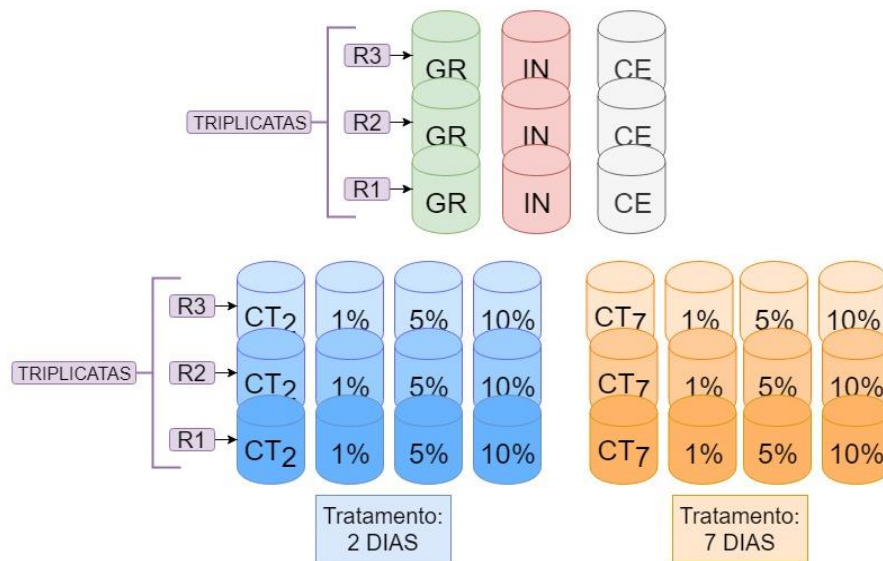 R3 GR IN CE
TRIPLICATAS R2 GR IN CE
R1 GR IN CE
R3 CT2 1% 5% 10% CT7 1% 5% 10%
TRIPLICATAS R2 CT2 1% 5% 10% CT7 1% 5% 10%
R1 CT2 1% 5% 10% CT7 1% 5% 10%
Tratamento:
2 DIAS
Tratamento:
7 DIAS